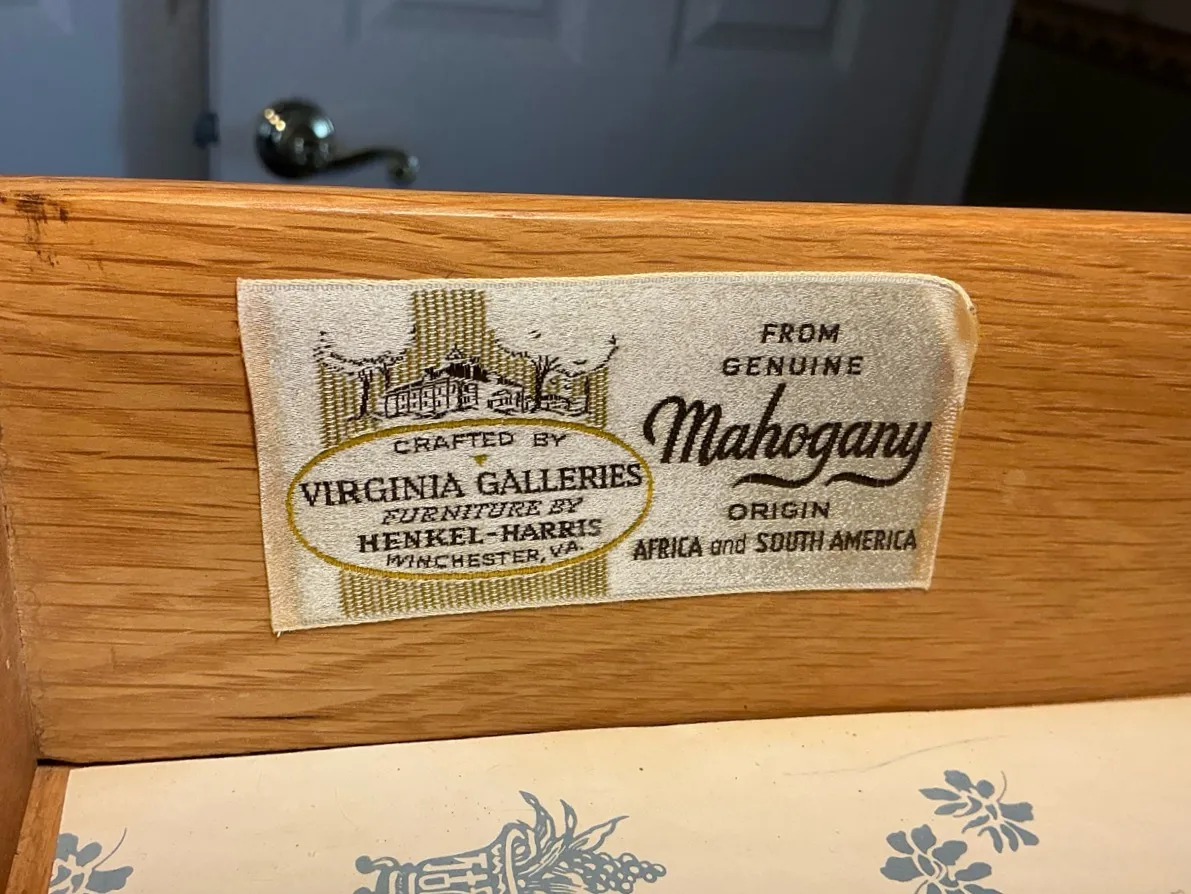 CRAFTED BY
VIRGINIA GALLERIES
FURNITURE BY
HENKEL-HARRIS
WINCHESTER, VA.
FROM
GENUINE
Mahogany
ORIGIN
AFRICA and SOUTH AMERICA